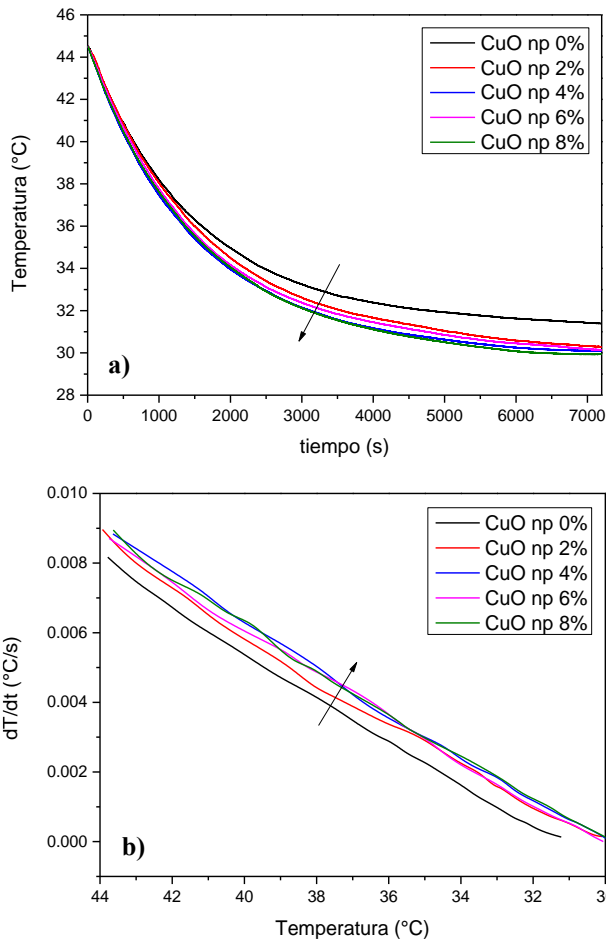 46
44
42
40
38
36
34
32
30
28
Temperatura (°C)
CuO np 0%
CuO np 2%
CuO np 4%
CuO np 6%
CuO np 8%
a)
0 1000 2000 3000 4000 5000 6000 7000
tiempo (s)
0.010
0.008
0.006
0.004
0.002
0.000
dT/dt (°C/s)
CuO np 0%
CuO np 2%
CuO np 4%
CuO np 6%
CuO np 8%
b)
44 42 40 38 36 34 32 3
Temperatura (°C)